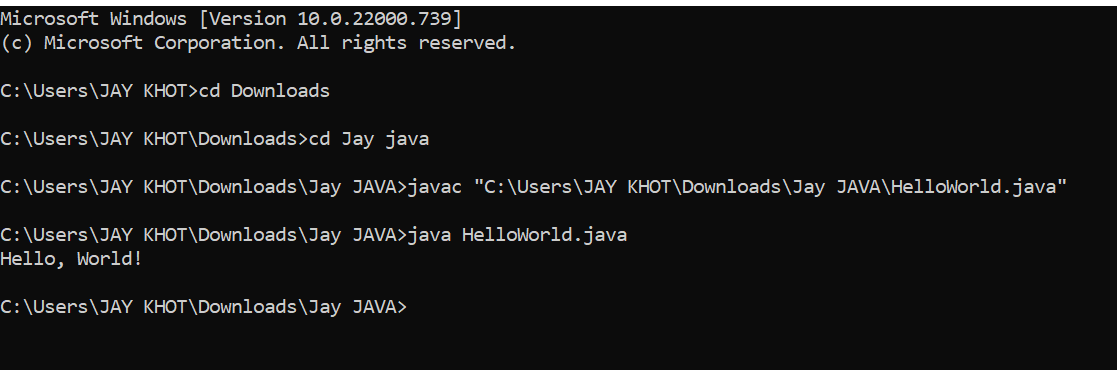 Microsoft Windows [Version 10.0.22000.739]
(c) Microsoft Corporation. All rights reserved.
C:\Users\JAY KHOT>cd Downloads
C:\Users\JAY KHOT\Downloads>cd Jay java
C:\Users\JAY KHOT\Downloads\Jay JAVA>javac "C:\Users\JAY KHOT\Downloads\Jay JAVA\HelloWorld.java"
C:\Users\JAY KHOT\Downloads\Jay JAVA>java HelloWorld.java
Hello, World!
C:\Users\JAY KHOT\Downloads\Jay JAVA>